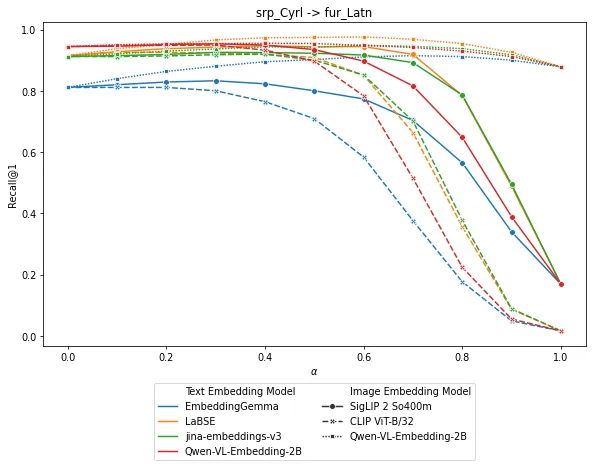 srp_Cyrl -> fur_Latn
1.0
0.8
0.6
0.4
0.2
0.0
Recall@1
0.0 0.2 0.4 0.6 0.8 1.0
α
Text Embedding Model
EmbeddingGemma
LaBSE
jina-embeddings-v3
Qwen-VL-Embedding-2B
Image Embedding Model
SigLIP 2 So400m
CLIP ViT-B/32
Qwen-VL-Embedding-2B